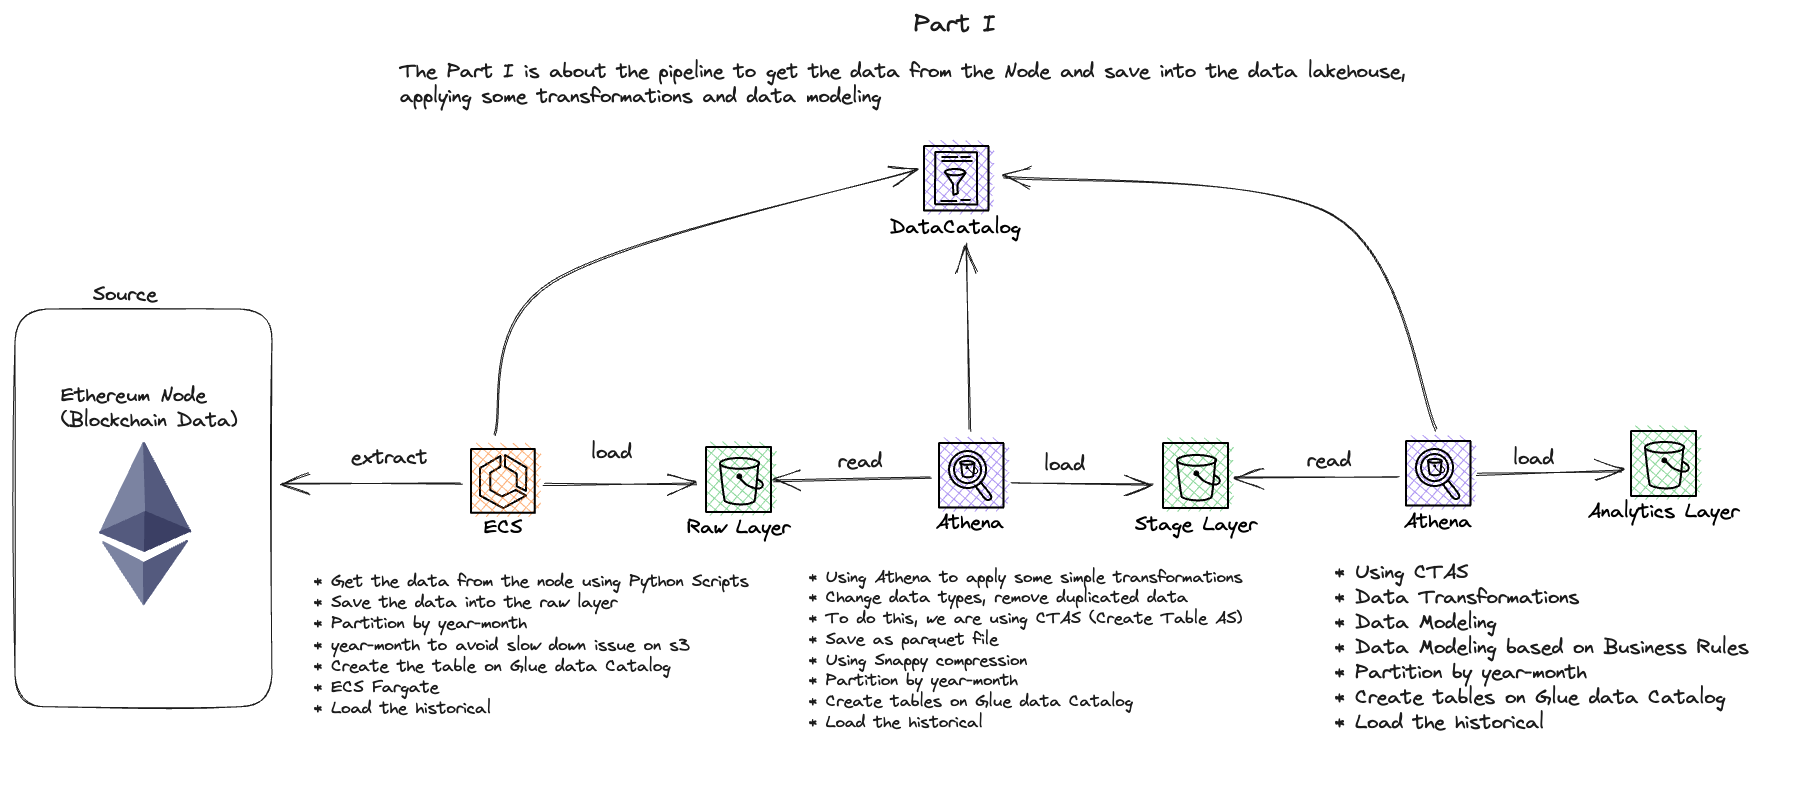 Part I
The Part I is about the pipeline to get the data from the Node and save into the data lakehouse,
applying some transformations and data modeling
DataCatalog
Source
Ethereum Node
(Blockchain Data)
extract
load
read
load
read
load
ECS
Raw Layer
Athena
Stage Layer
Athena
Analytics Layer
* Get the data from the node using Python Scripts
* Save the data into the raw layer
* Partition by year-month
* year-month to avoid slow down issue on s3
* Create the table on Glue data Catalog
* ECS Fargate
* Load the historical
* Using Athena to apply some simple transformations
* Change data types, remove duplicated data
* To do this, we are using CTAS (Create Table AS)
* Save as parquet file
* Using Snappy compression
* Partition by year-month
* Create tables on Glue data Catalog
* Load the historical
* Using CTAS
* Data Transformations
* Data Modeling
* Data Modeling based on Business Rules
* Partition by year-month
* Create tables on Glue data Catalog
* Load the historical